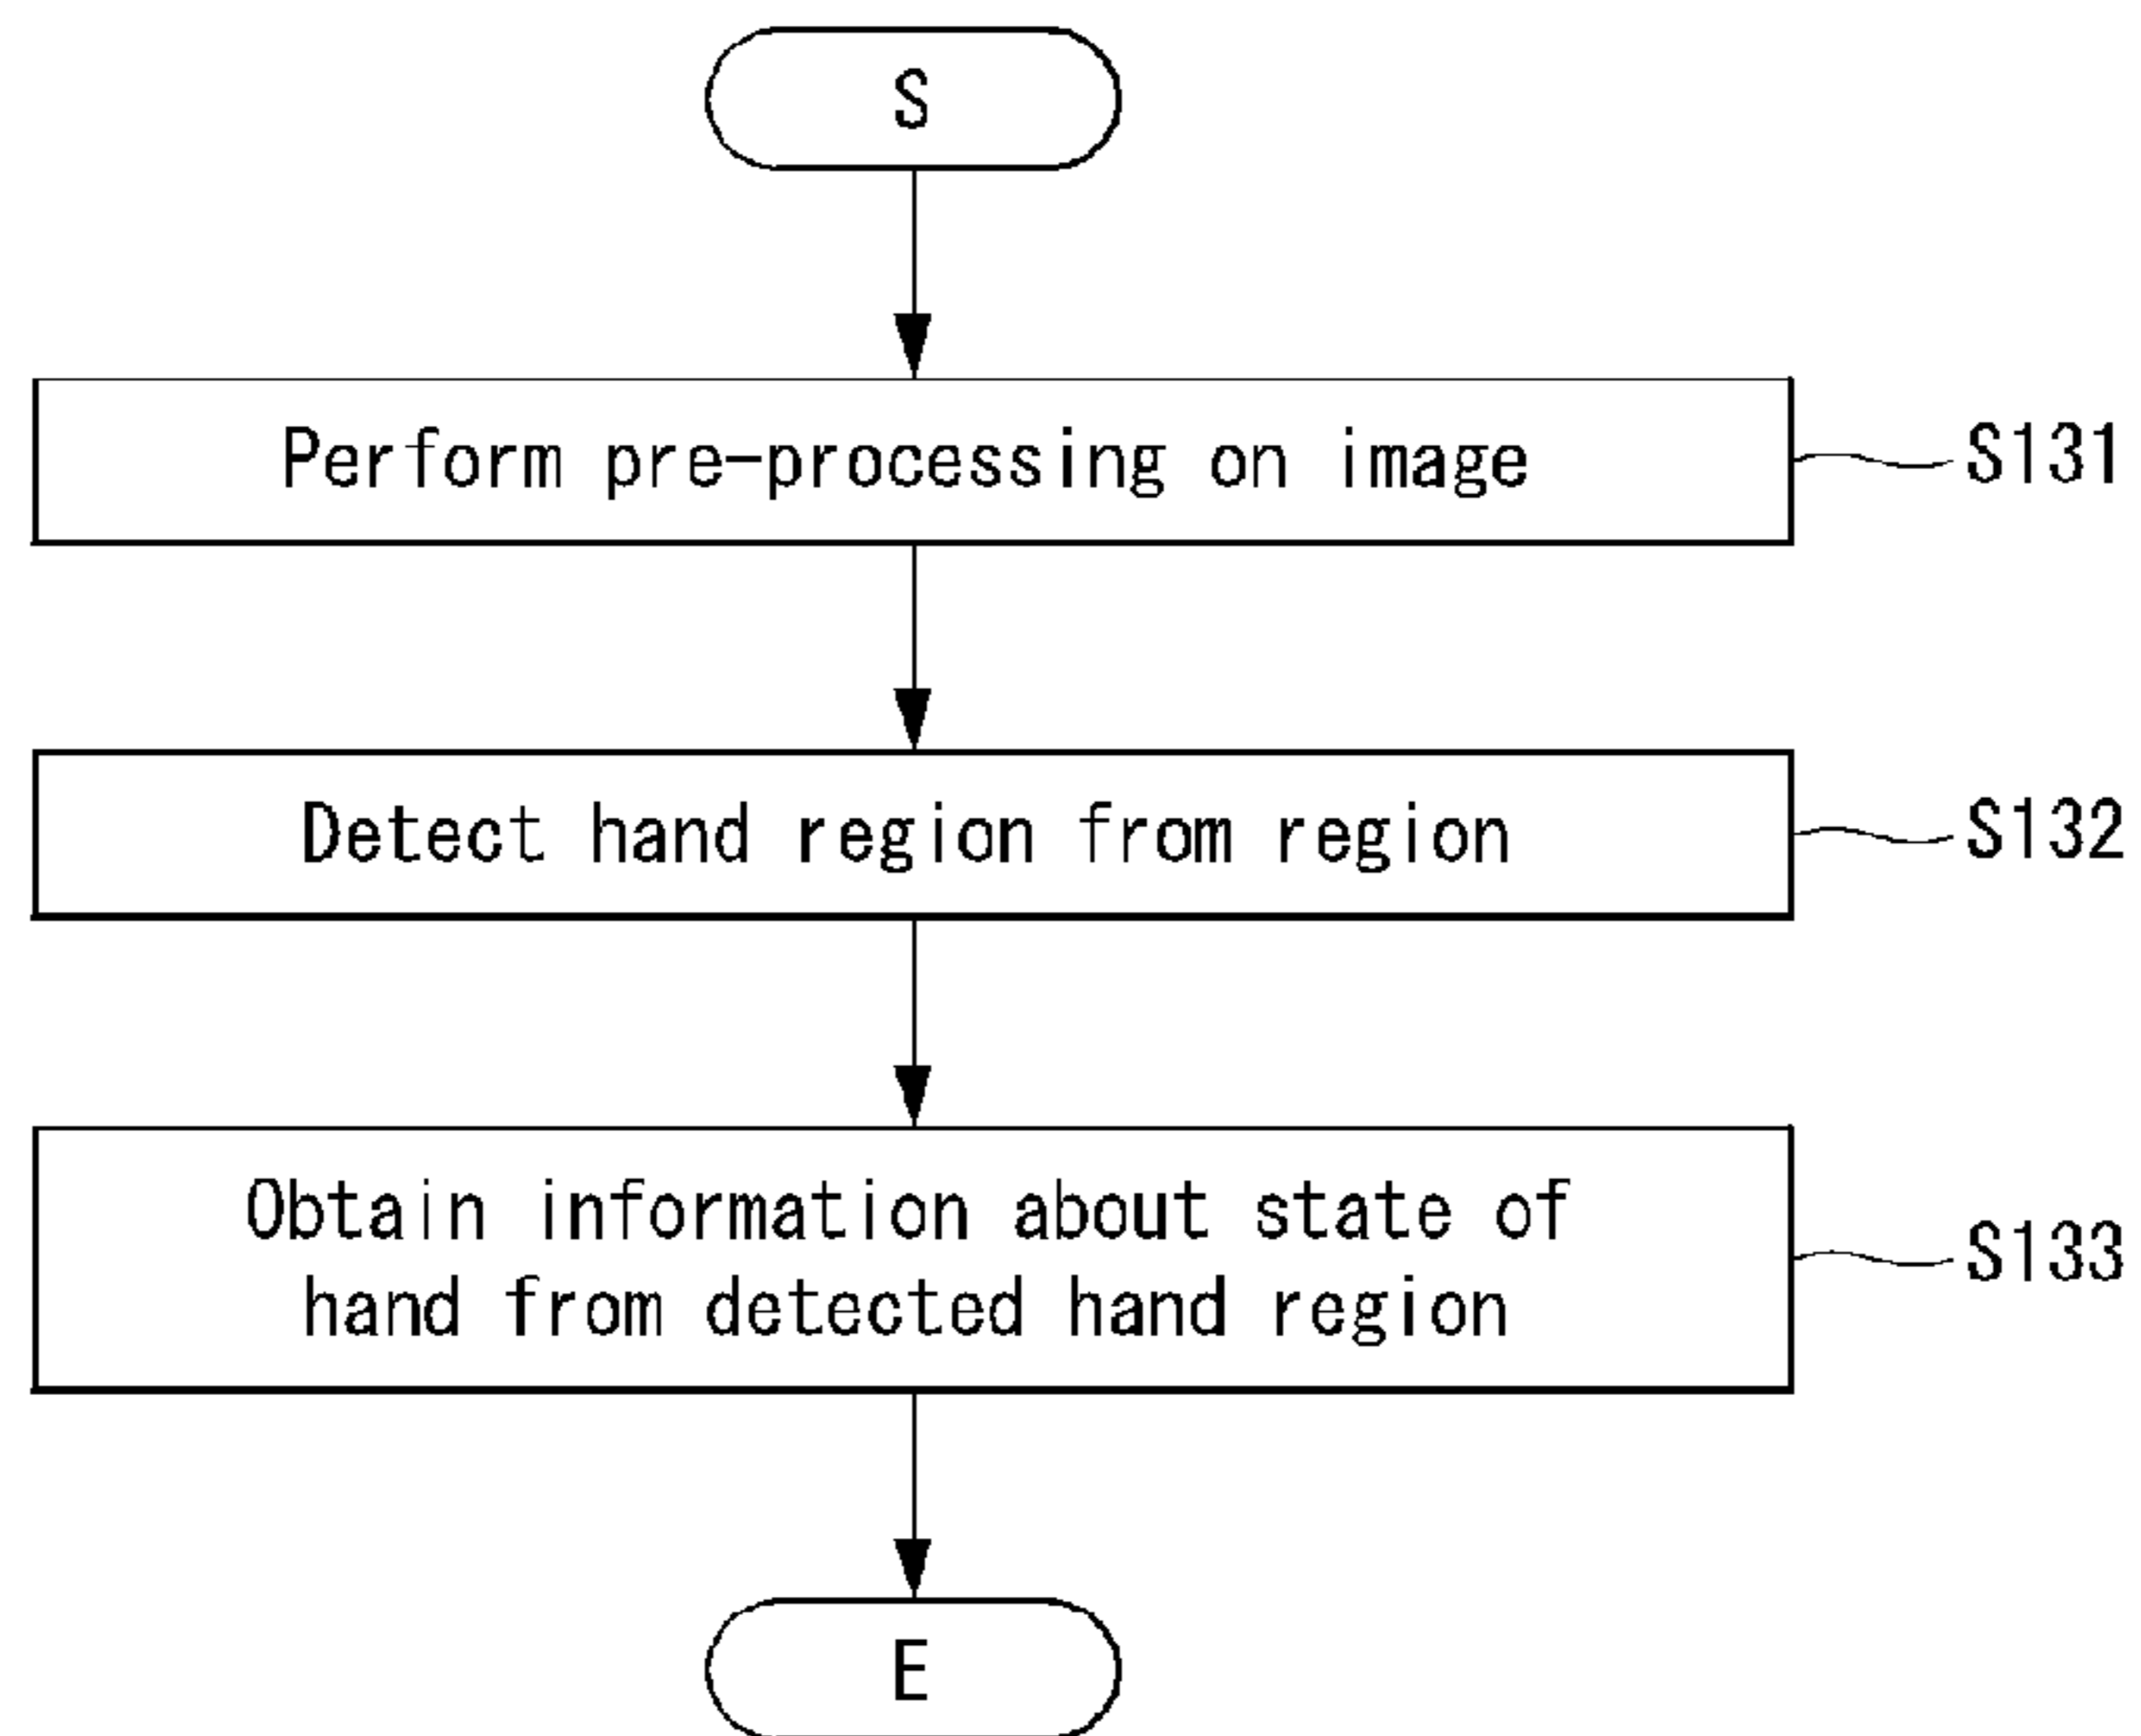 S
Perform pre-processing on image
S131
Detect hand region from region
S132
Obtain information about state of
hand from detected hand region
S133
E